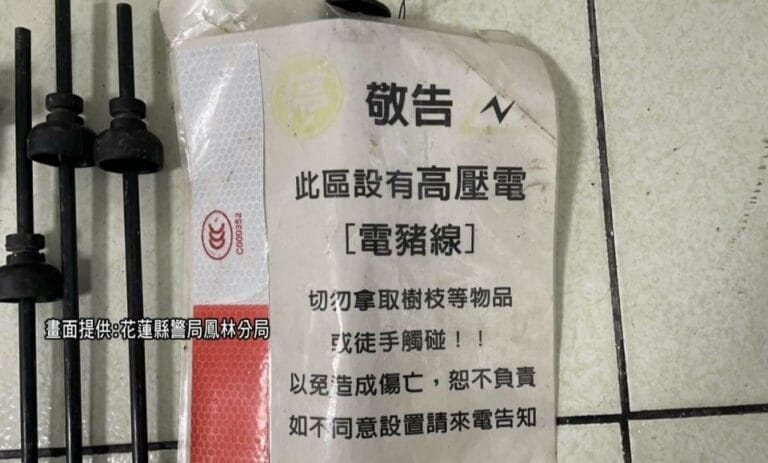 停
敬告
此區設有高壓電
[電豬線]
切勿拿取樹枝等物品
或徒手觸碰!!
以免造成傷亡,恕不負責
如不同意設置請來電告知
CCC
C000352
畫面提供:花蓮縣警局鳳林分局